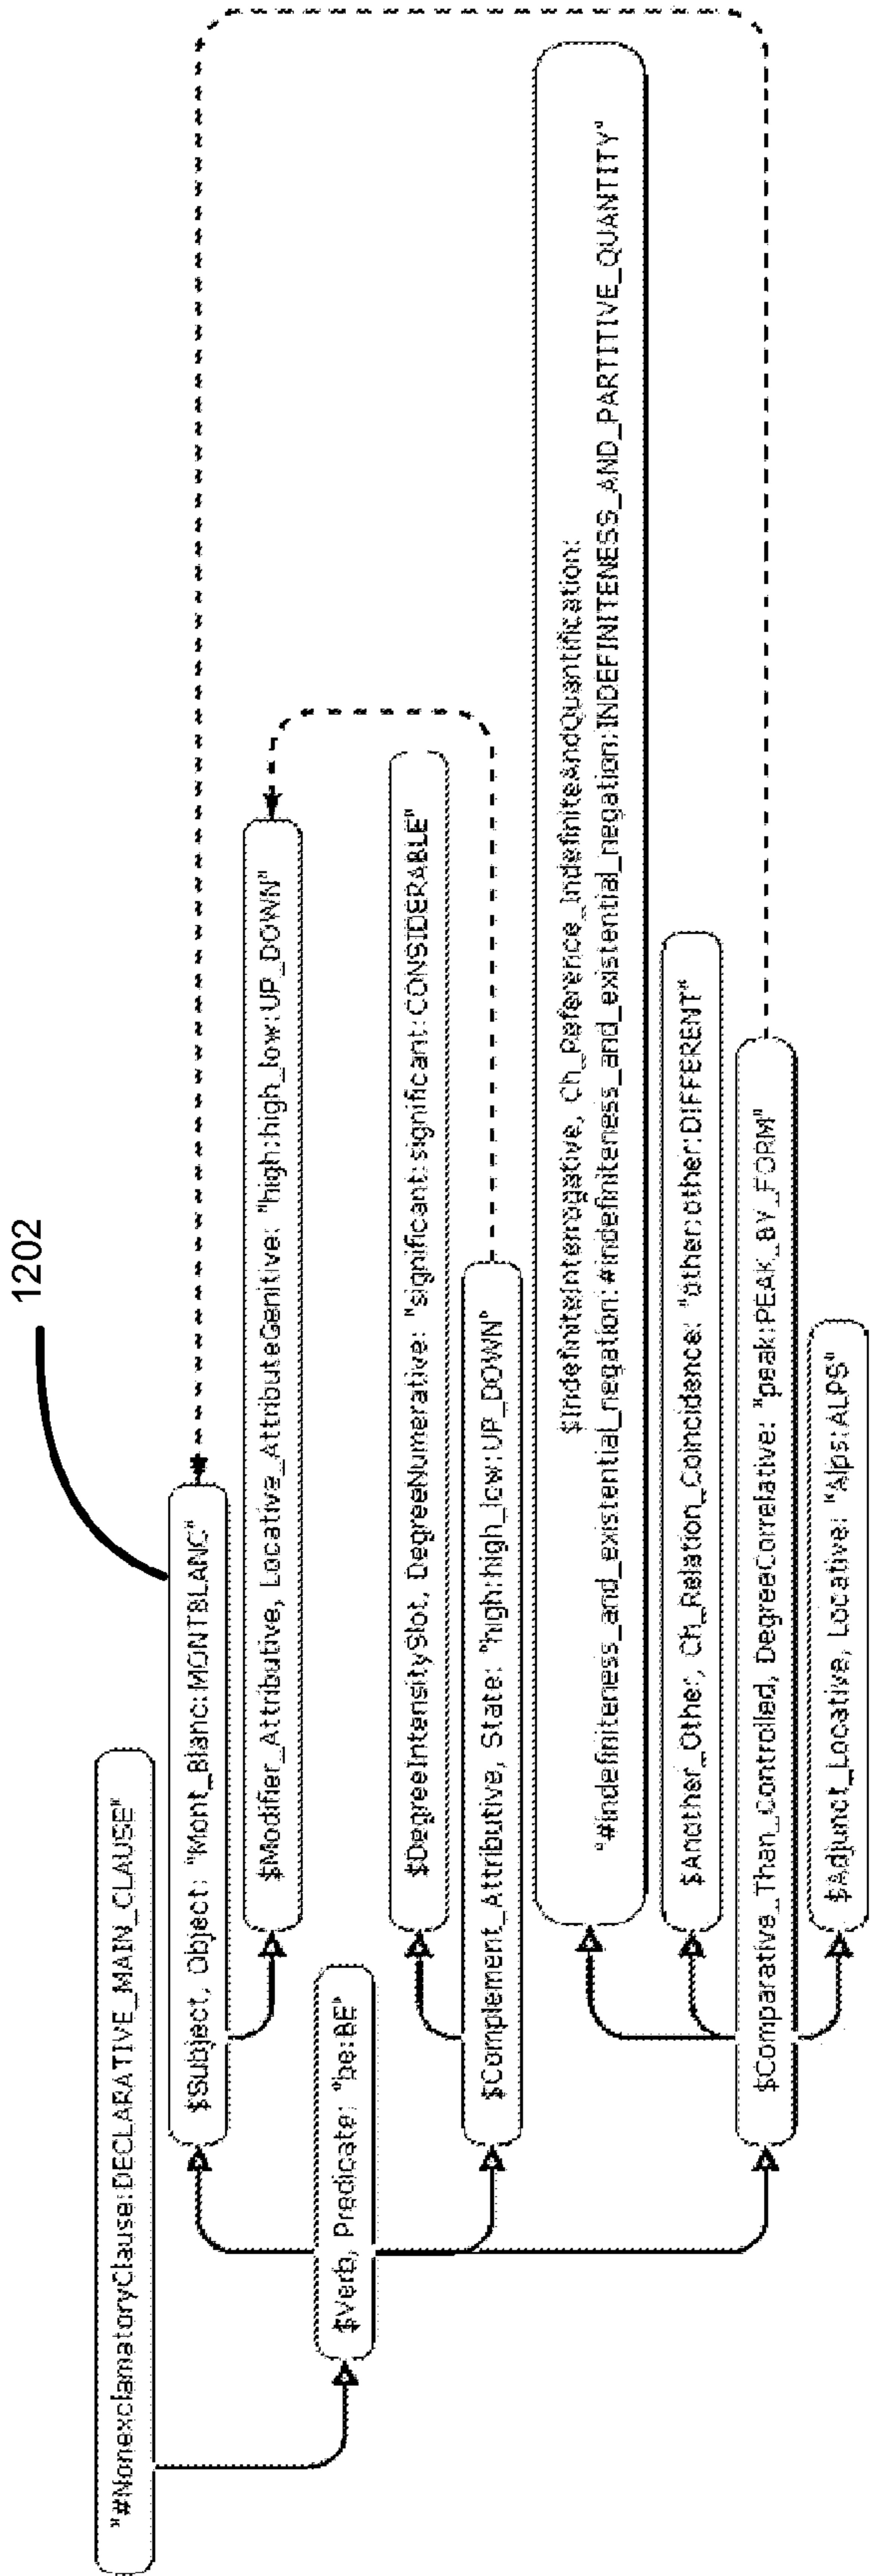 1202
"#NonexclamatoryClause:DECLARATIVE_MAIN_CLAUSE"
$Subject, Object: "Mont_Blanc:MONTBLANC"
$Modifier_Attributive, Locative_AttributeGenitive: "high:high_low:UP_DOWN"
$Verb, Predicate: "be:BE"
$DegreeIntensitySlot, DegreeNumerative: "significant:significant:CONSIDERABLE"
$Complement_Attributive, State: "high:high_low:UP_DOWN"
$IndefiniteInterrogative, Ch_Reference_IndefiniteAndQuantification:
"#indefiniteness_and_existential_negation:#indefiniteness_and_existential_negation:INDEFINITENESS_AND_PARTITIVE_QUANTITY"
$Another_Other, Ch_Relation_Coincidence: "other:other:DIFFERENT"
$Comparative_Than_Controlled, DegreeCorrelative: "peak:PEAK_BY_FORM"
$Adjunct_Locative, Locative: "Alps:ALPS"